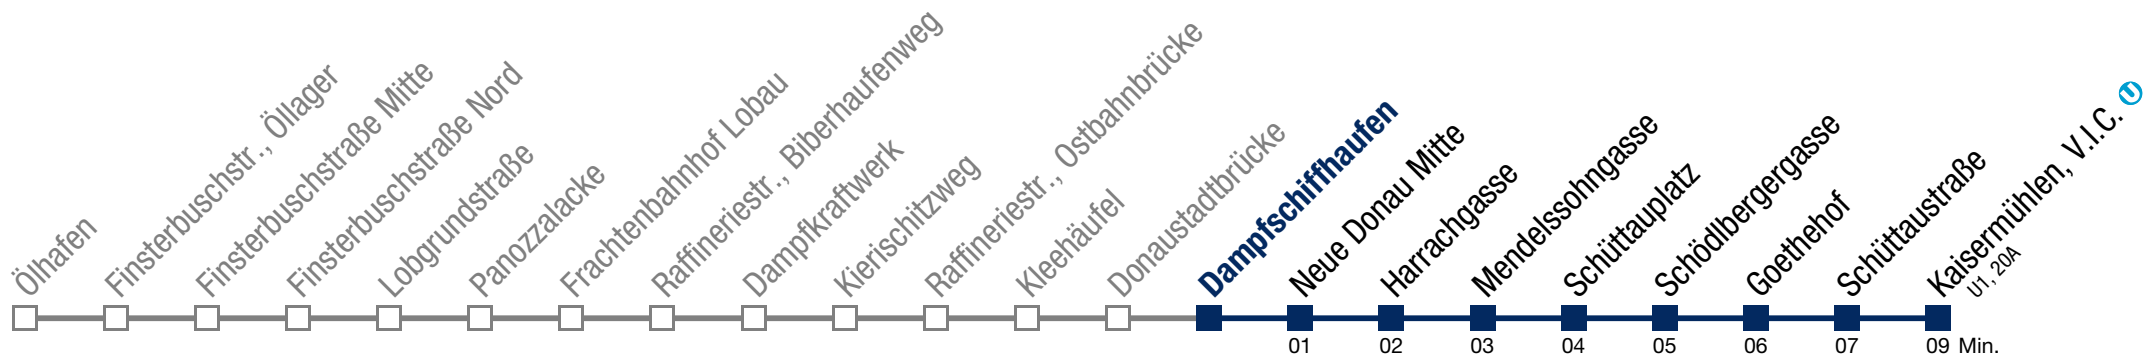 Ölhafen
Finsterbuschstr., Öllager
Finsterbuschstraße Mitte
Finsterbuschstraße Nord
Lobgrundstraße
Panozzalacke
Frachtenbahnhof Lobau
Raffineriestr., Biberhaufenweg
Dampfkraftwerk
Kierischitzweg
Raffineriestr., Ostbahnbrücke
Kleehäufel
Donaustadtbrücke
Dampfschiffhaufen
Neue Donau Mitte
Harrachgasse
Mendelssohngasse
Schüttauplatz
Schödlbergergasse
Goethehof
Schüttaustraße
Kaisermühlen, V.I.C. U
U1, 20A
01 02 03 04 05 06 07 09 Min.